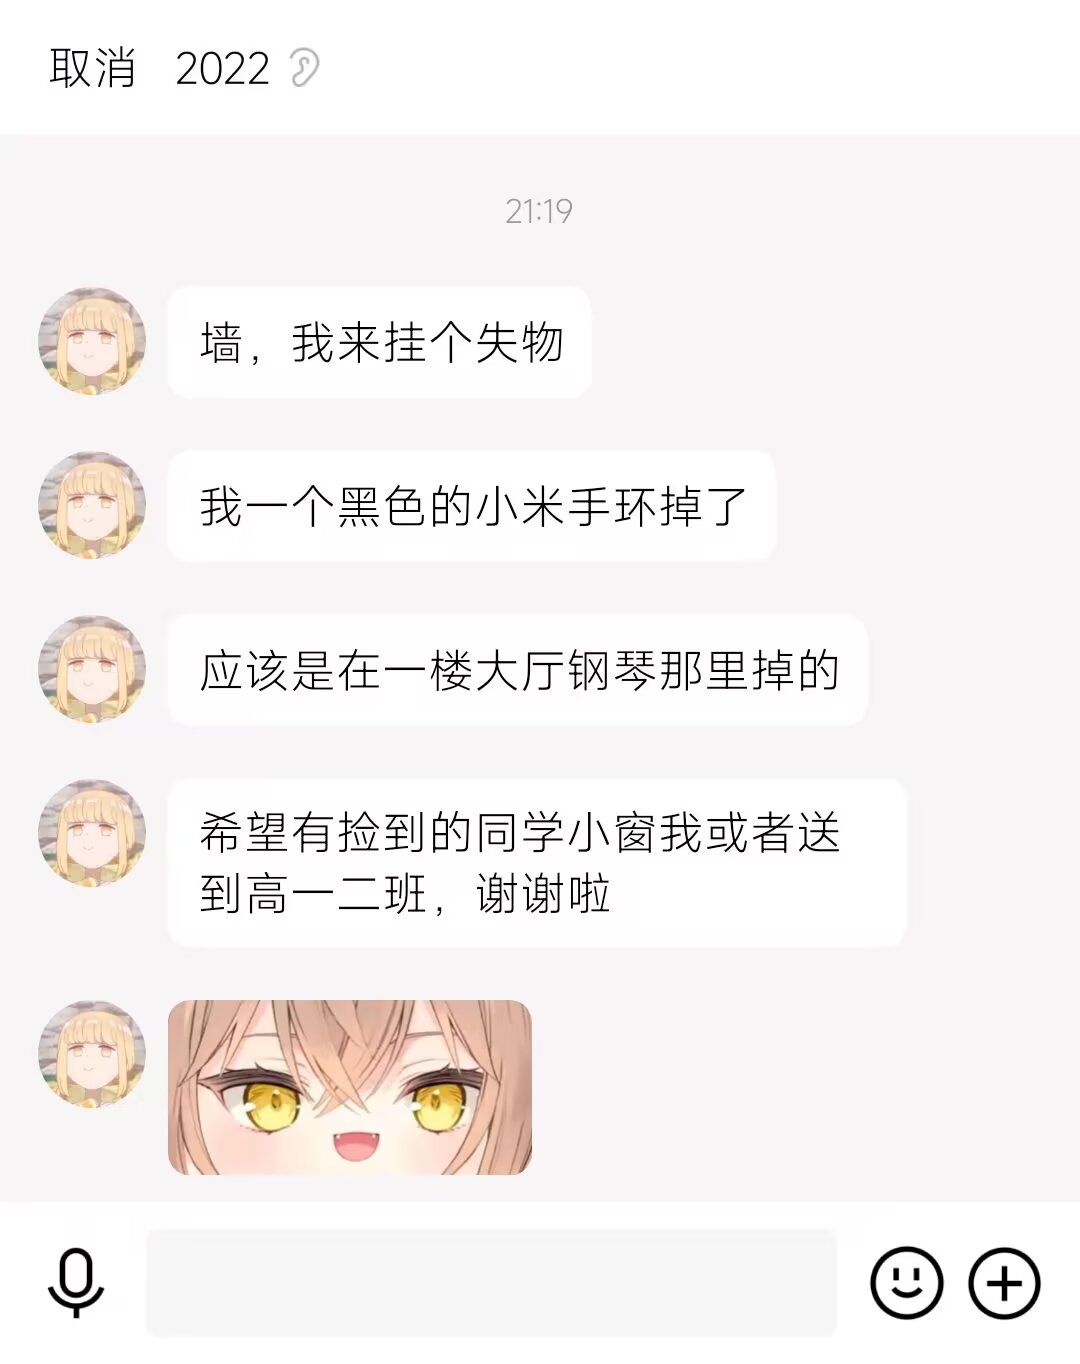 取消 2022
21:19
墙，我来挂个失物
我一个黑色的小米手环掉了
应该是在一楼大厅钢琴那里掉的
希望有捡到的同学小窗我或者送
到高一二班，谢谢啦